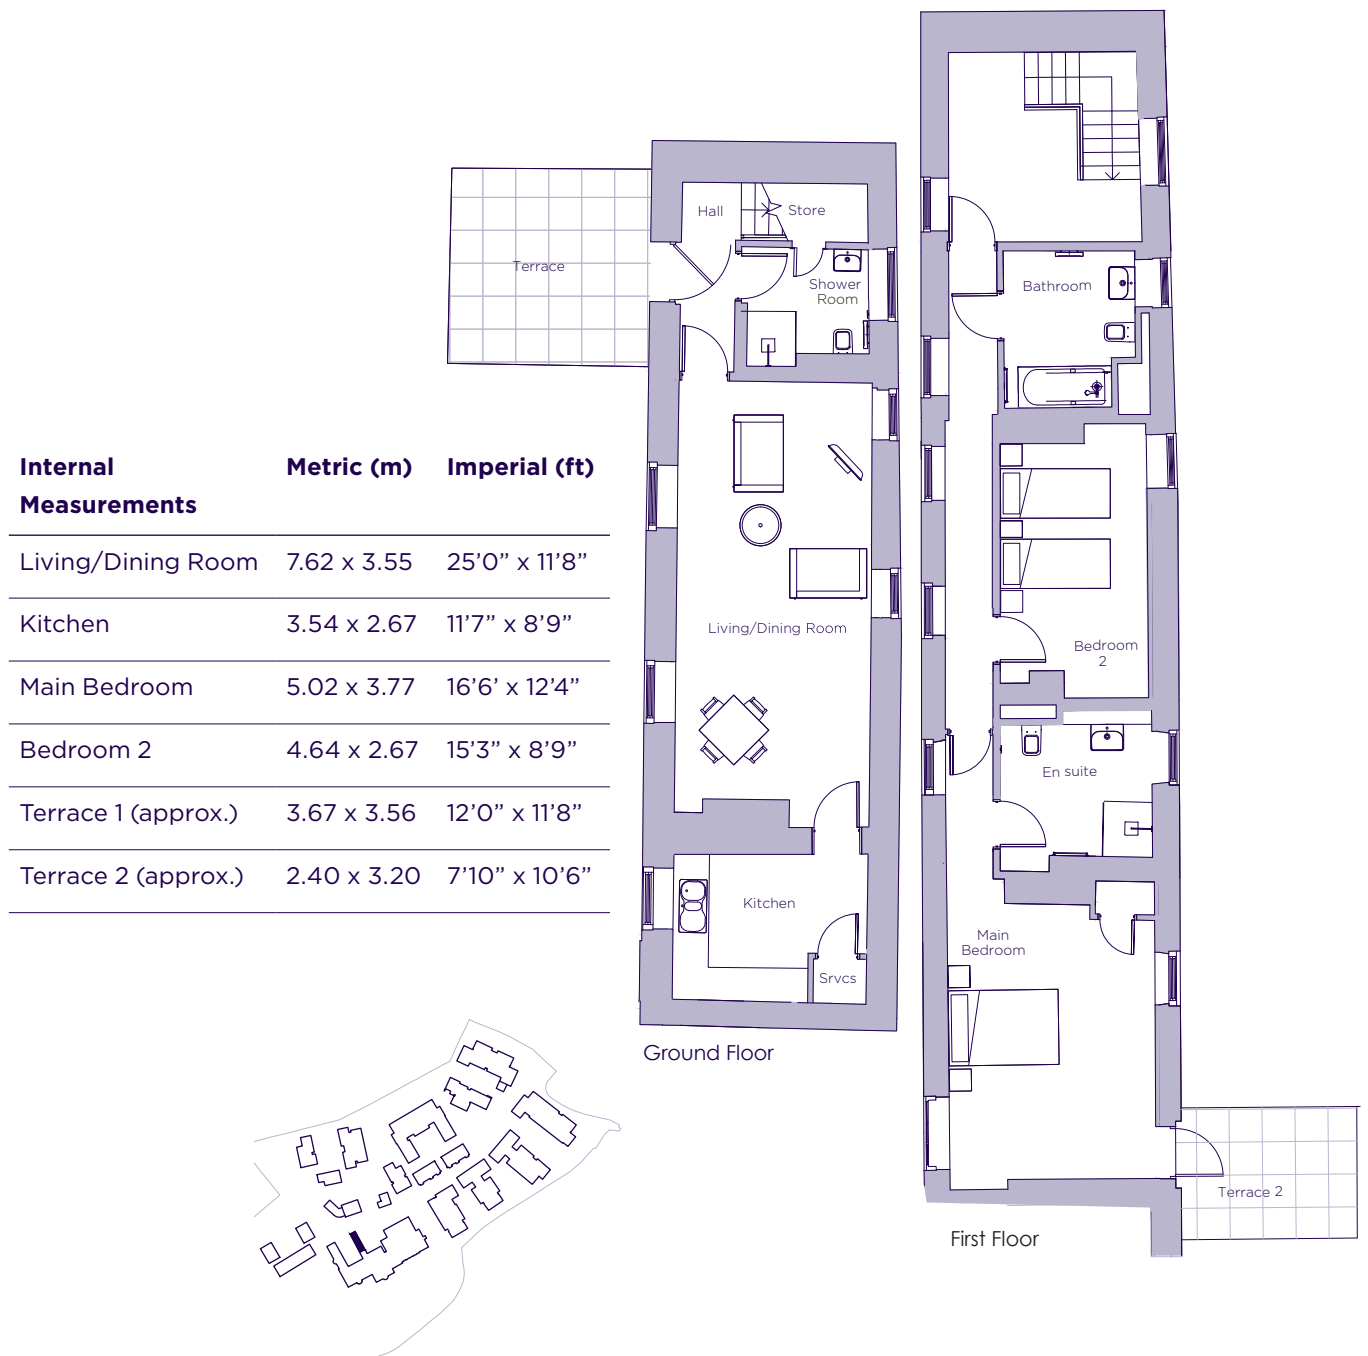 Hall
Store
Terrace
Shower
Room
Bathroom
Internal
Measurements
Metric (m)
Imperial (ft)
Living/Dining Room 7.62 x 3.55 25’0” x 11’8”
Kitchen 3.54 x 2.67 11’7” x 8’9”
Main Bedroom 5.02 x 3.77 16’6’ x 12’4”
Bedroom 2 4.64 x 2.67 15’3” x 8’9”
Terrace 1 (approx.) 3.67 x 3.56 12’0” x 11’8”
Terrace 2 (approx.) 2.40 x 3.20 7’10” x 10’6”
Living/Dining Room
Bedroom
2
En suite
Kitchen
Srvcs
Main
Bedroom
Ground Floor
Terrace 2
First Floor